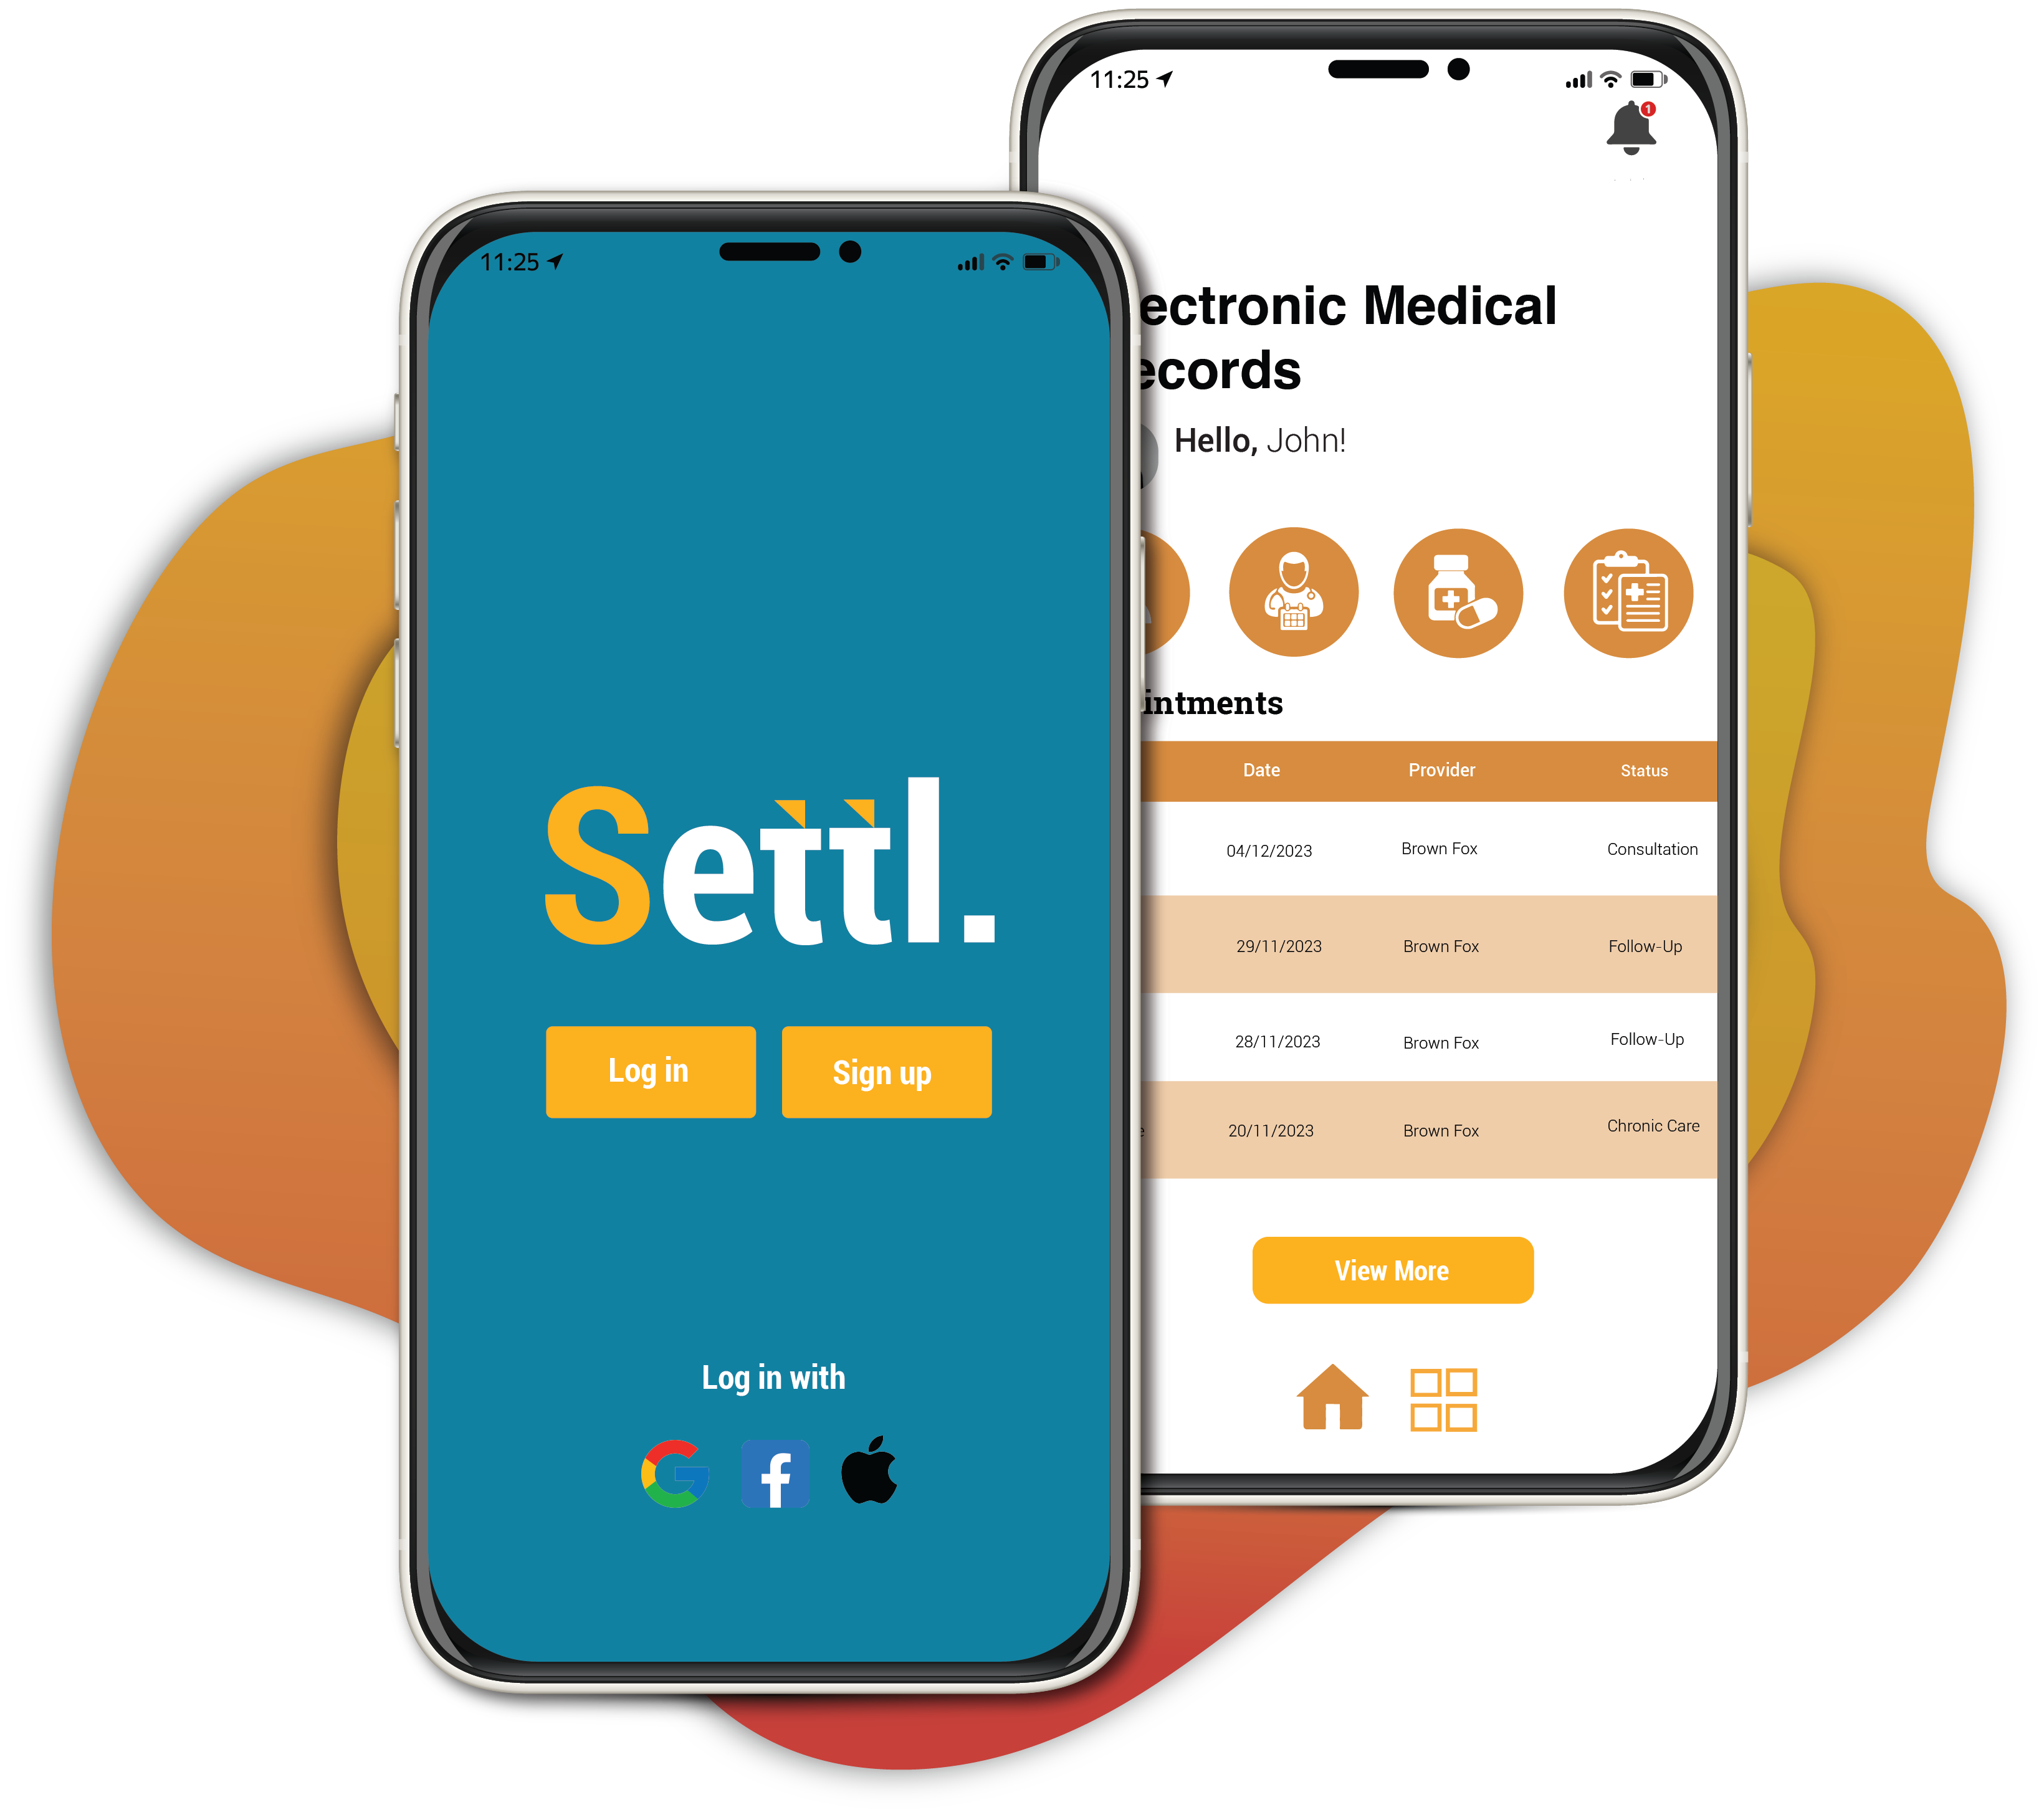 11:25
Settl.
Log in
Sign up
Log in with
11:25
1
ectronic Medical
ecords
Hello, John!
intments
Date Provider Status
04/12/2023 Brown Fox Consultation
29/11/2023 Brown Fox Follow-Up
28/11/2023 Brown Fox Follow-Up
e 20/11/2023 Brown Fox Chronic Care
View More